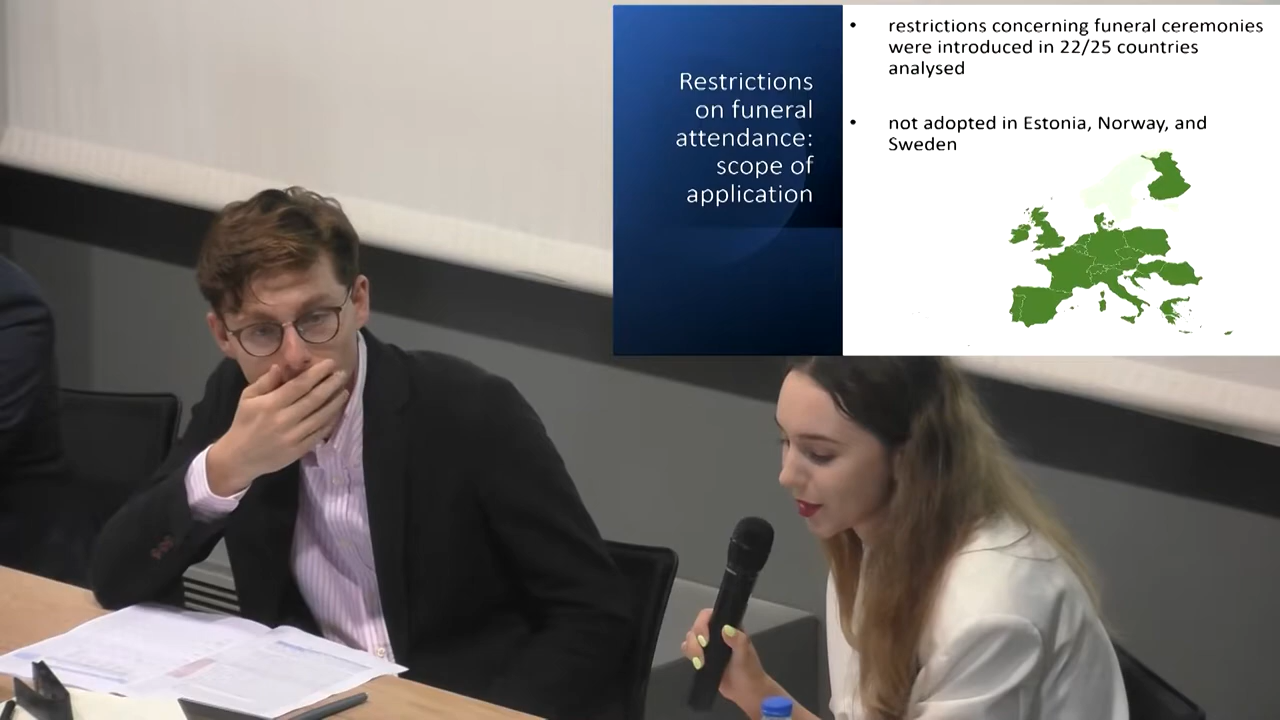 Restrictions
on funeral
attendance:
scope of
application
• restrictions concerning funeral ceremonies
were introduced in 22/25 countries
analysed
• not adopted in Estonia, Norway, and
Sweden